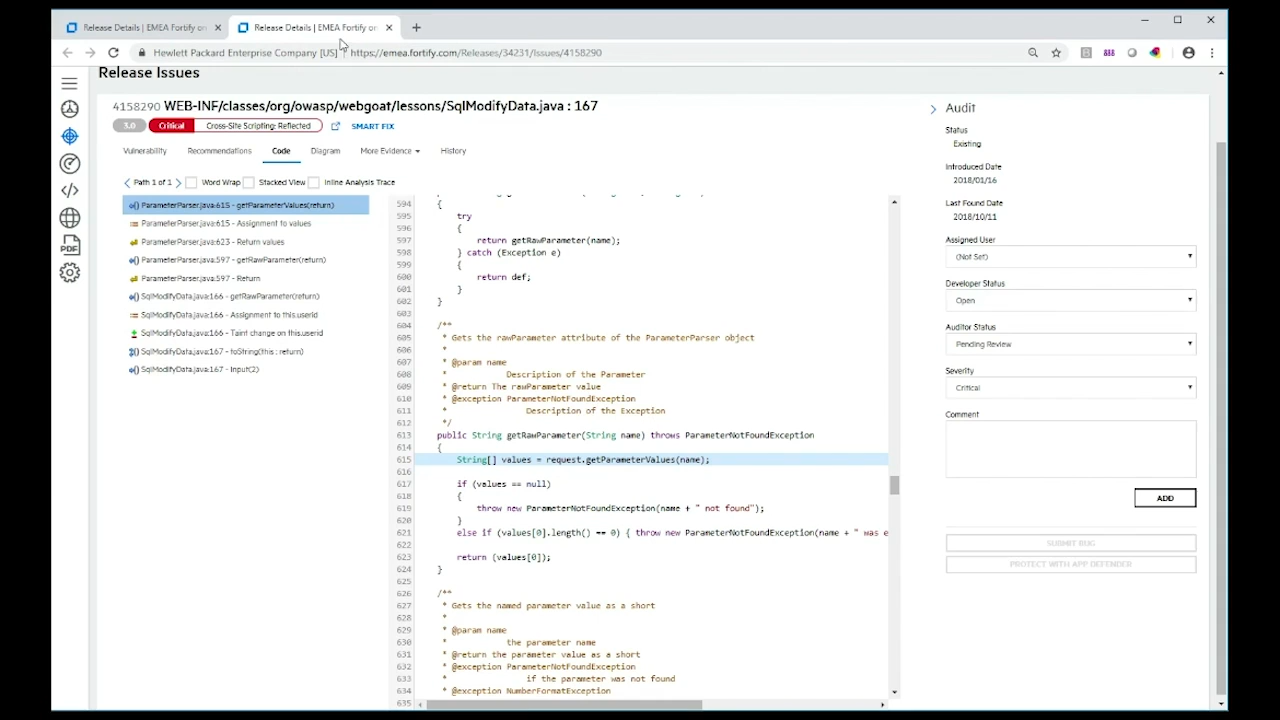 Release Details | EMEA Fortify on
Release Details | EMEA Fortify on
Hewlett Packard Enterprise Company [US] | https://emea.fortify.com/Releases/34231/Issues/4158290
Release Issues
4158290 WEB-INF/classes/org/owasp/webgoat/lessons/SqlModifyData.java : 167
3.0 Critical Cross-Site Scripting: Reflected SMART FIX
Vulnerability Recommendations Code Diagram More Evidence History
Path 1 of 1 Word Wrap Stacked View Inline Analysis Trace
ParameterParser.java:615 - getParameterValues(return)
ParameterParser.java:615 - Assignment to values
ParameterParser.java:623 - Return values
ParameterParser.java:597 - getRawParameter(return)
ParameterParser.java:597 - Return
SqlModifyData.java:166 - getRawParameter(return)
SqlModifyData.java:166 - Assignment to this.userid
SqlModifyData.java:166 - Taint change on this.userid
SqlModifyData.java:167 - toString(this : return)
SqlModifyData.java:167 - Input(2)
PDF
594 {
595 try
596 {
597 return getRawParameter(name);
598 } catch (Exception e)
599 {
600 return def;
601 }
602 }
603
604 /**
605 * Gets the rawParameter attribute of the ParameterParser object
606 *
607 * @param name
608 * Description of the Parameter
609 * @return The rawParameter value
610 * @exception ParameterNotFoundException
611 * Description of the Exception
612 */
613 public String getRawParameter(String name) throws ParameterNotFoundException
614 {
615 String[] values = request.getParameterValues(name);
616
617 if (values == null)
618 {
619 throw new ParameterNotFoundException(name + " not found");
620 }
621 else if (values[0].length() == 0) { throw new ParameterNotFoundException(name + " was e
622
623 return (values[0]);
624 }
625
626 /**
627 * Gets the named parameter value as a short
628 *
629 * @param name
630 * the parameter name
631 * @return the parameter value as a short
632 * @exception ParameterNotFoundException
633 * if the parameter was not found
634 * @exception NumberFormatException
635
Audit
Status
Existing
Introduced Date
2018/01/16
Last Found Date
2018/10/11
Assigned User
(Not Set)
Developer Status
Open
Auditor Status
Pending Review
Severity
Critical
Comment
ADD
SUBMIT BUG
PROTECT WITH APP DEFENDER